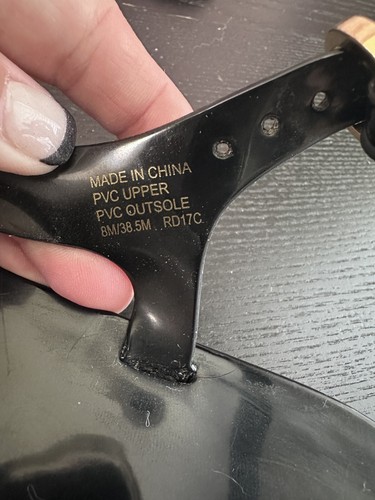 MADE IN CHINA
PVC UPPER
PVC OUTSOLE
8M/38.5M . RD17C